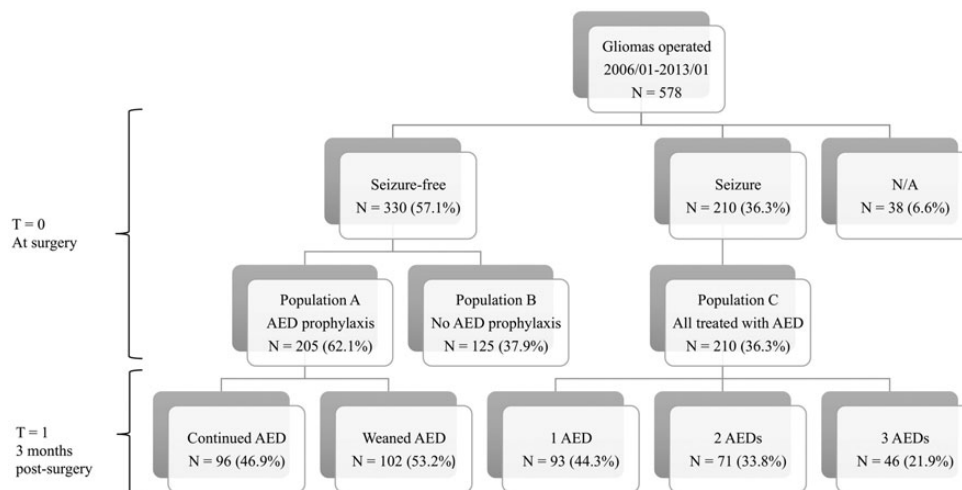 Gliomas operated
2006/01-2013/01
N = 578
Seizure-free
N = 330 (57.1%)
Seizure
N = 210 (36.3%)
N/A
N = 38 (6.6%)
T = 0
At surgery
Population A
AED prophylaxis
N = 205 (62.1%)
Population B
No AED prophylaxis
N = 125 (37.9%)
Population C
All treated with AED
N = 210 (36.3%)
T = 1
3 months
post-surgery
Continued AED
N = 96 (46.9%)
Weaned AED
N = 102 (53.2%)
1 AED
N = 93 (44.3%)
2 AEDs
N = 71 (33.8%)
3 AEDs
N = 46 (21.9%)